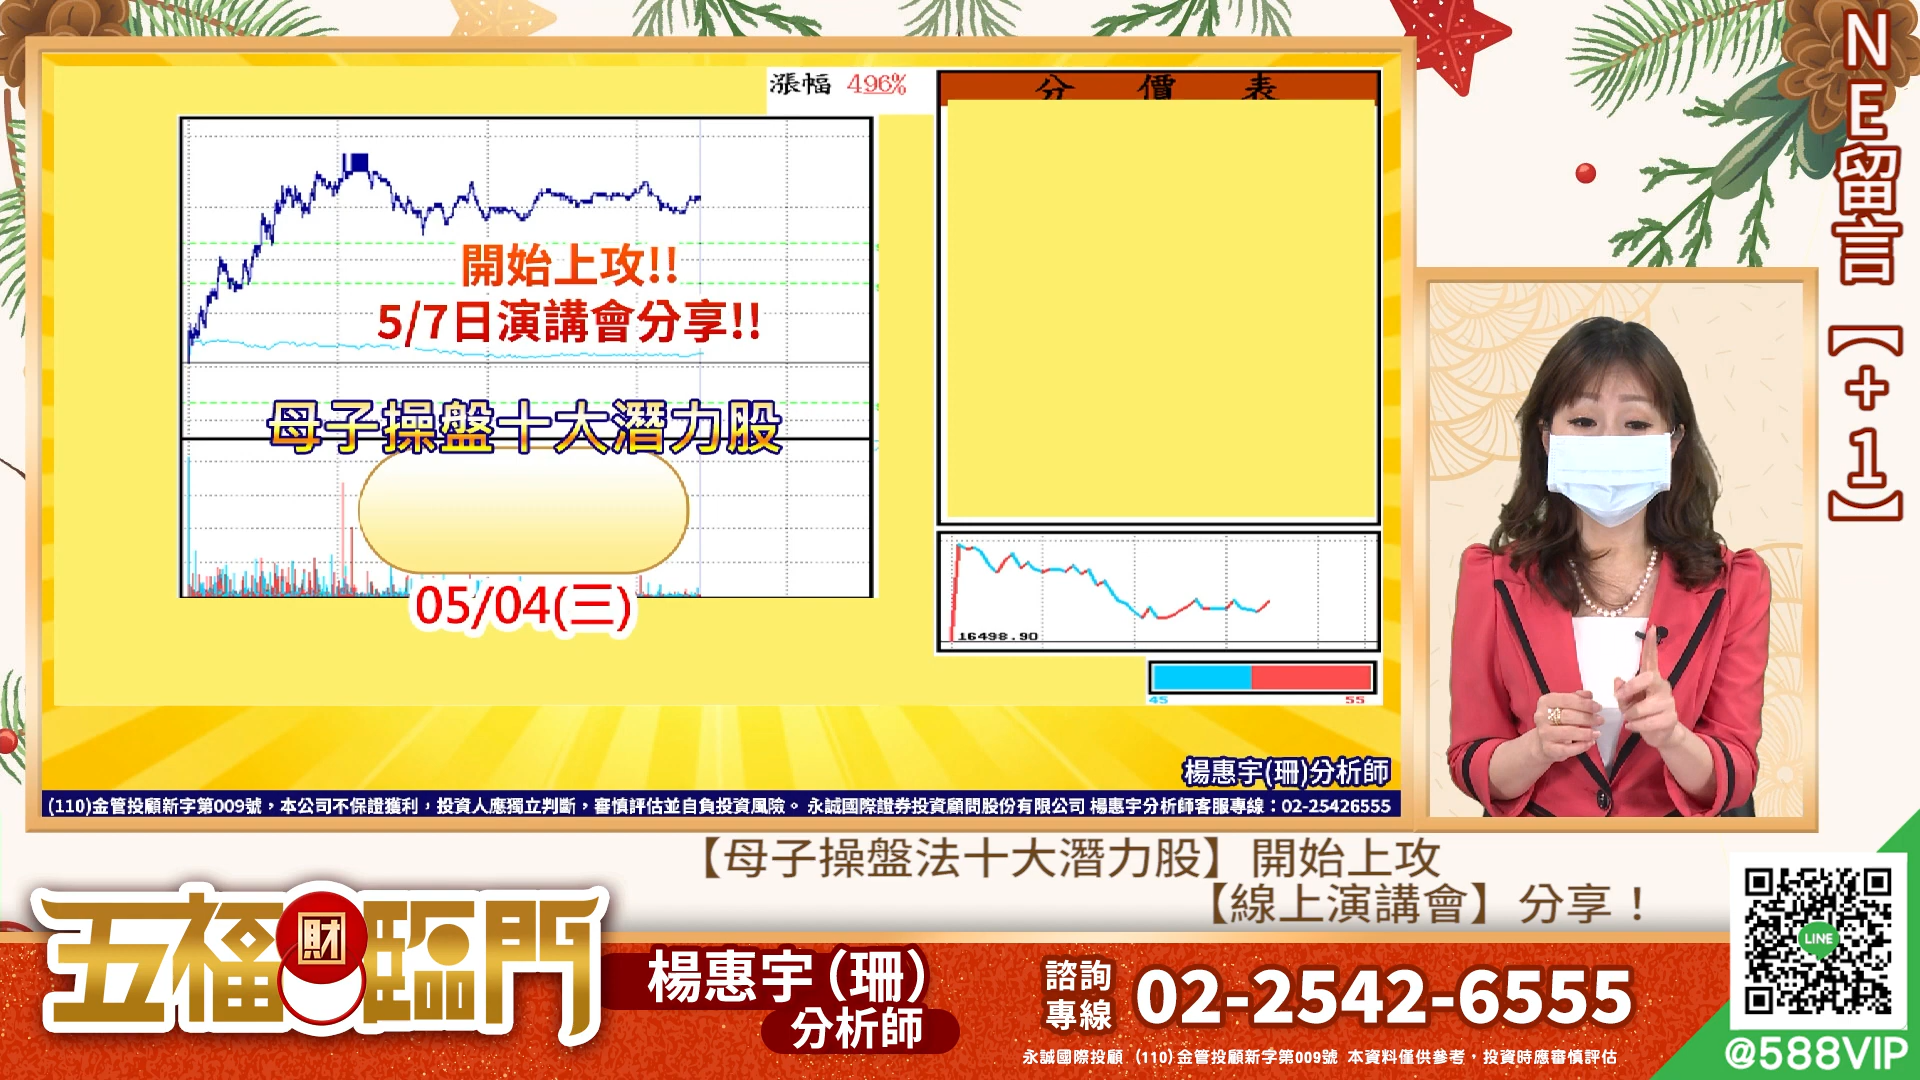 漲幅 496%
分 價 表
開始上攻!!
5/7日演講會分享!!
母子操盤十大潛力股
05/04(三)
16498.90
45
55
楊惠宇(珊)分析師
(110)金管投顧新字第009號，本公司不保證獲利，投資人應獨立判斷，審慎評估並自負投資風險。 永誠國際證券投資顧問股份有限公司 楊惠宇分析師客服專線：02-25426555
NE留言【+1】
【母子操盤法十大潛力股】開始上攻
【線上演講會】分享！
五福財臨門
楊惠宇(珊)
分析師
諮詢
專線
02-2542-6555
永誠國際投顧 (110)金管投顧新字第009號 本資料僅供參考，投資時應審慎評估
LINE
@588VIP